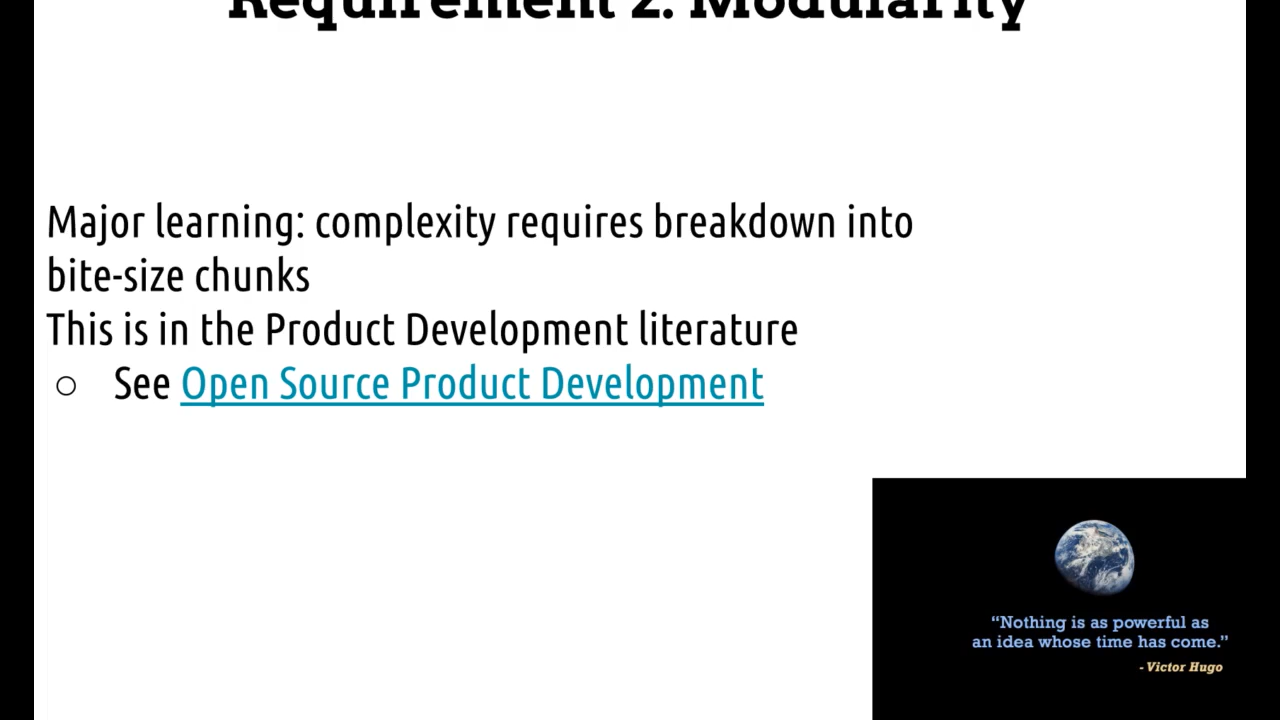 Requirement 2: Modularity
Major learning: complexity requires breakdown into
bite-size chunks
This is in the Product Development literature
○ See Open Source Product Development
“Nothing is as powerful as
an idea whose time has come.”
- Victor Hugo